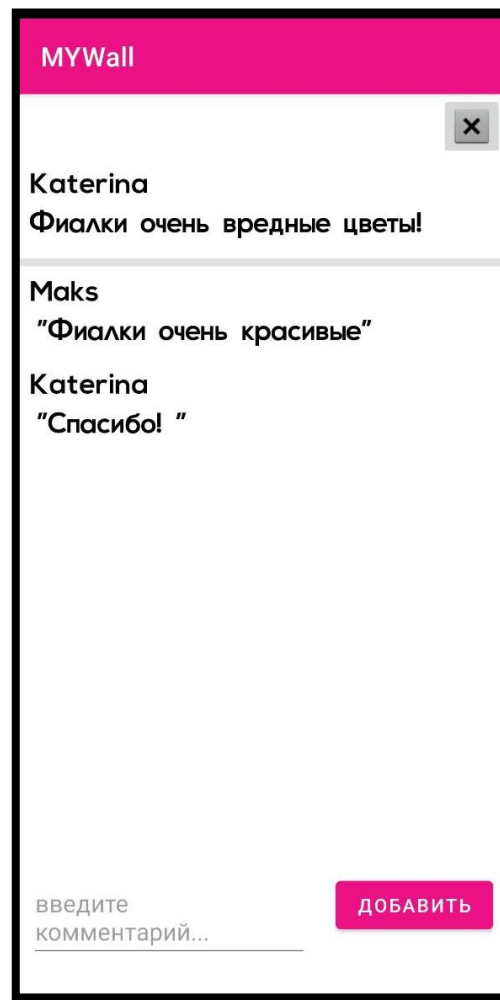 MYWall
Katerina
Фиалки очень вредные цветы!
Maks
"Фиалки очень красивые"
Katerina
"Спасибо! "
введите
комментарий...
ДОБАВИТЬ